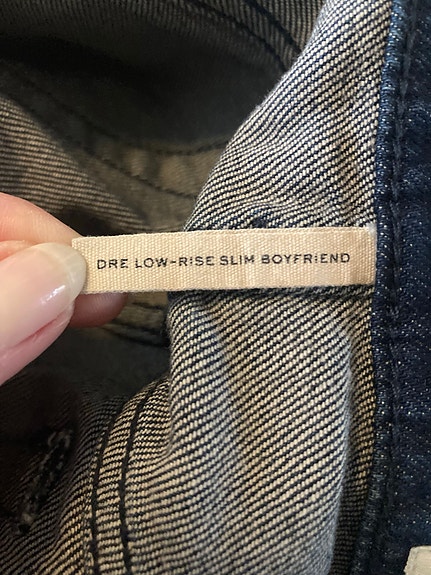 DRE LOW-RISE SLIM BOYFRIEND